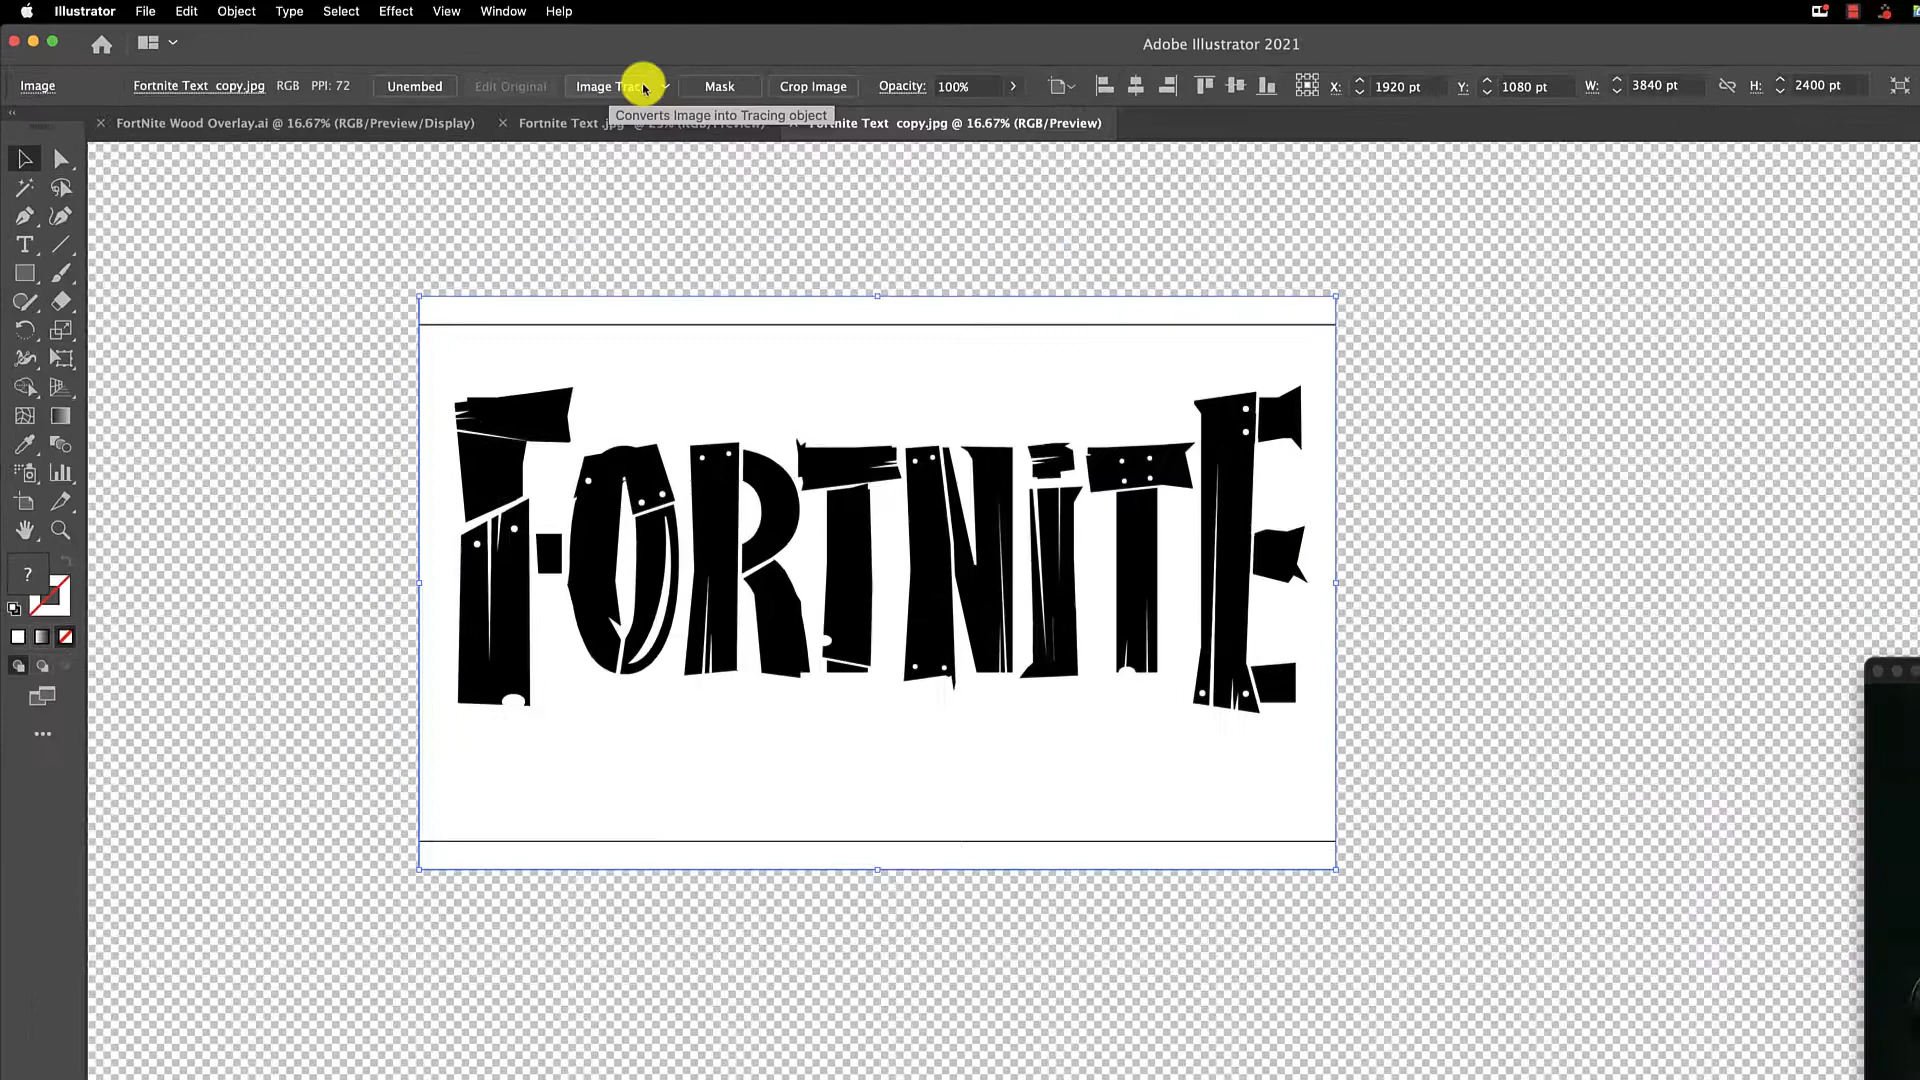 Illustrator File Edit Object Type Select Effect View Window Help
Adobe Illustrator 2021
Image Fortnite Text copy.jpg RGB PPI: 72 Unembed Edit Original Image Mask Crop Image Opacity: 100% X: 1920 pt Y: 1080 pt W: 3840 pt H: 2400 pt
Converts Image into Tracing object
× FortNite Wood Overlay.ai @ 16.67% (RGB/Preview/Display) × Fortnite Text Text copy.jpg @ 16.67% (RGB/Preview)
?
FORTNiTE